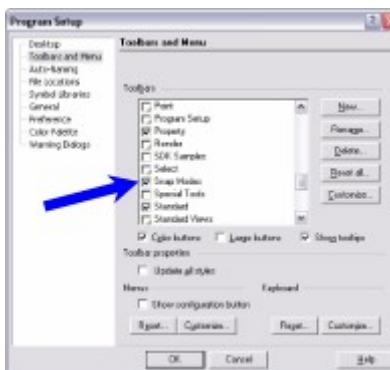 Program Setup
Desktop
Toolbars and Menu
Auto-Naming
File Locations
Symbol Libraries
General
Preference
Color Palette
Warning Dialogs
Toolbars and Menu
Toolbars
Point
Program Setup
Property
Render
SDK Samples
Select
Snap Modes
Special Tools
Standard
Standard Views
New...
Rename...
Delete...
Reset all...
Customize...
Color buttons
Large buttons
Show tooltips
Toolbar properties
Update all styles
Menus
Keyboard
Show configuration button
Reset...
Customize...
Reset...
Customize...
OK
Cancel
Help